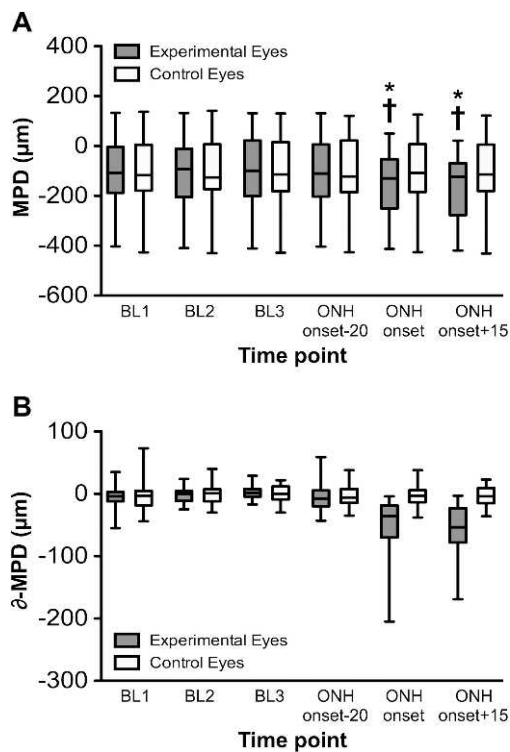 A
400
Experimental Eyes
Control Eyes
200
0
-200
-400
-600
MPD (µm)
*
†
*
†
BL1 BL2 BL3 ONH onset-20 ONH onset ONH onset+15
Time point
B
100
0
-100
-200
-300
∂-MPD (µm)
Experimental Eyes
Control Eyes
BL1 BL2 BL3 ONH onset-20 ONH onset ONH onset+15
Time point